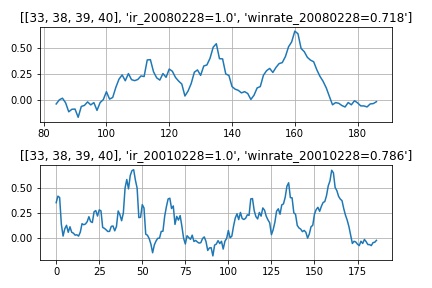 [[33, 38, 39, 40], 'ir_20080228=1.0', 'winrate_20080228=0.718']
0.50
0.25
0.00
80 100 120 140 160 180
[[33, 38, 39, 40], 'ir_20010228=1.0', 'winrate_20010228=0.786']
0.50
0.25
0.00
0 25 50 75 100 125 150 175